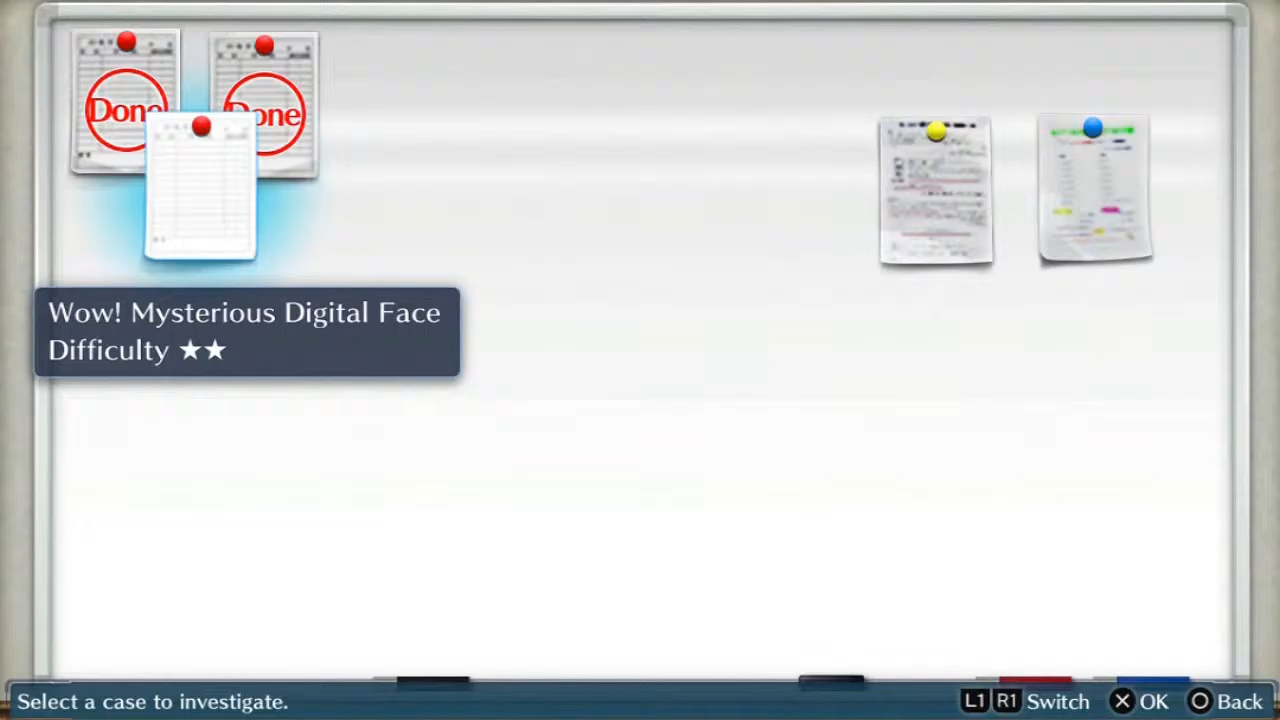 Done
Done
Wow! Mysterious Digital Face
Difficulty ★★
Select a case to investigate.
L1 R1 Switch OK Back